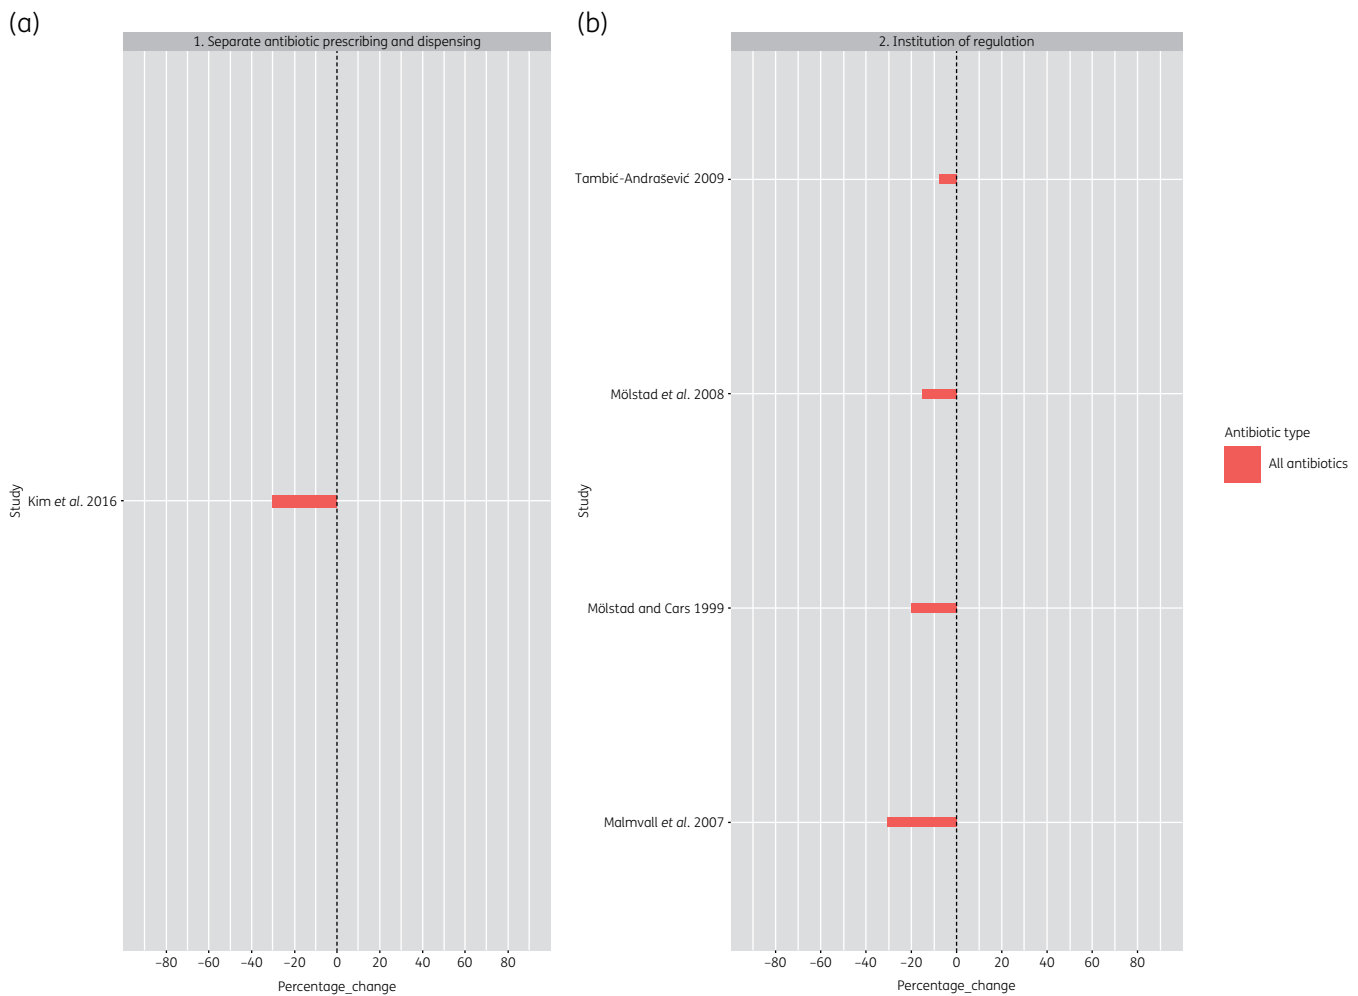 (a)
1. Separate antibiotic prescribing and dispensing
Study
Kim et al. 2016
−80 −60 −40 −20 0 20 40 60 80
Percentage_change
(b)
2. Institution of regulation
Study
Tambić-Andrašević 2009
Mölstad et al. 2008
Mölstad and Cars 1999
Malmvall et al. 2007
−80 −60 −40 −20 0 20 40 60 80
Percentage_change
Antibiotic type
All antibiotics